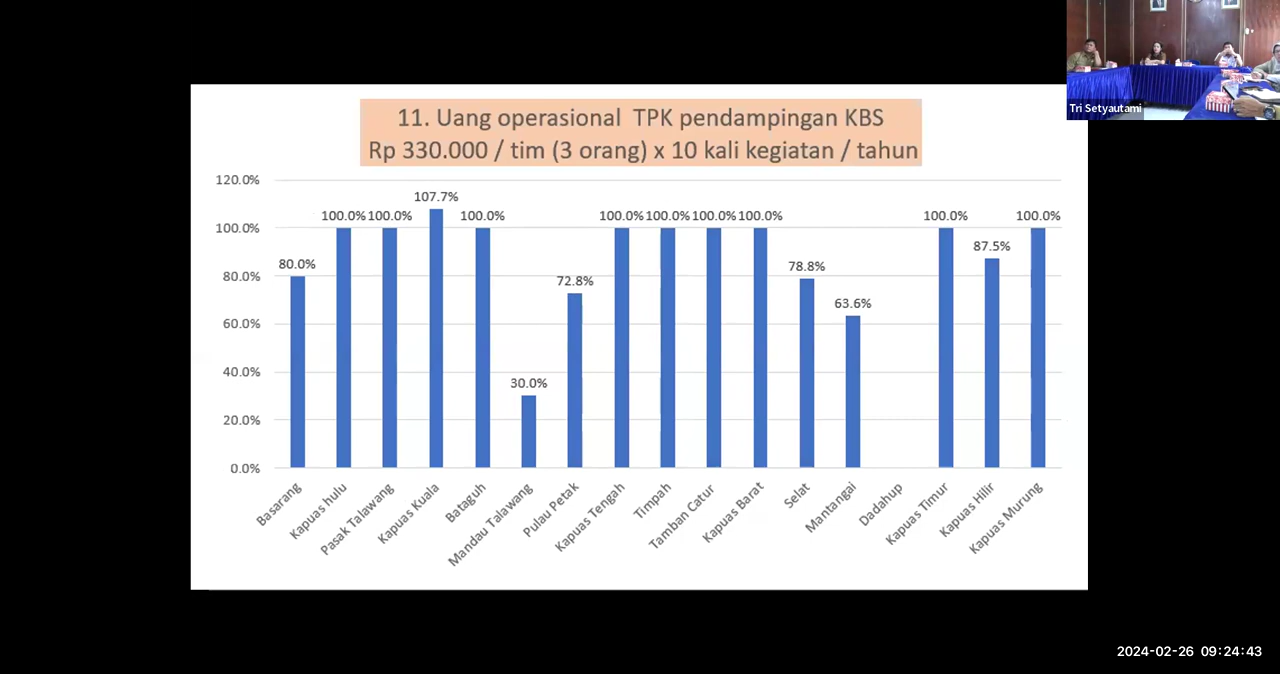 Tri Setyautami
11. Uang operasional TPK pendampingan KBS
Rp 330.000 / tim (3 orang) x 10 kali kegiatan / tahun
120.0%
100.0%
80.0%
60.0%
40.0%
20.0%
0.0%
80.0%
100.0%
100.0%
107.7%
100.0%
30.0%
72.8%
100.0%
100.0%
100.0%
100.0%
78.8%
63.6%
100.0%
87.5%
100.0%
Basarang
Kapuas hulu
Pasak Talawang
Kapuas Kuala
Bataguh
Mandau Talawang
Pulau Petak
Kapuas Tengah
Timpah
Tamban Catur
Kapuas Barat
Selat
Mantangai
Dadahup
Kapuas Timur
Kapuas Hilir
Kapuas Murung
2024-02-26 09:24:43